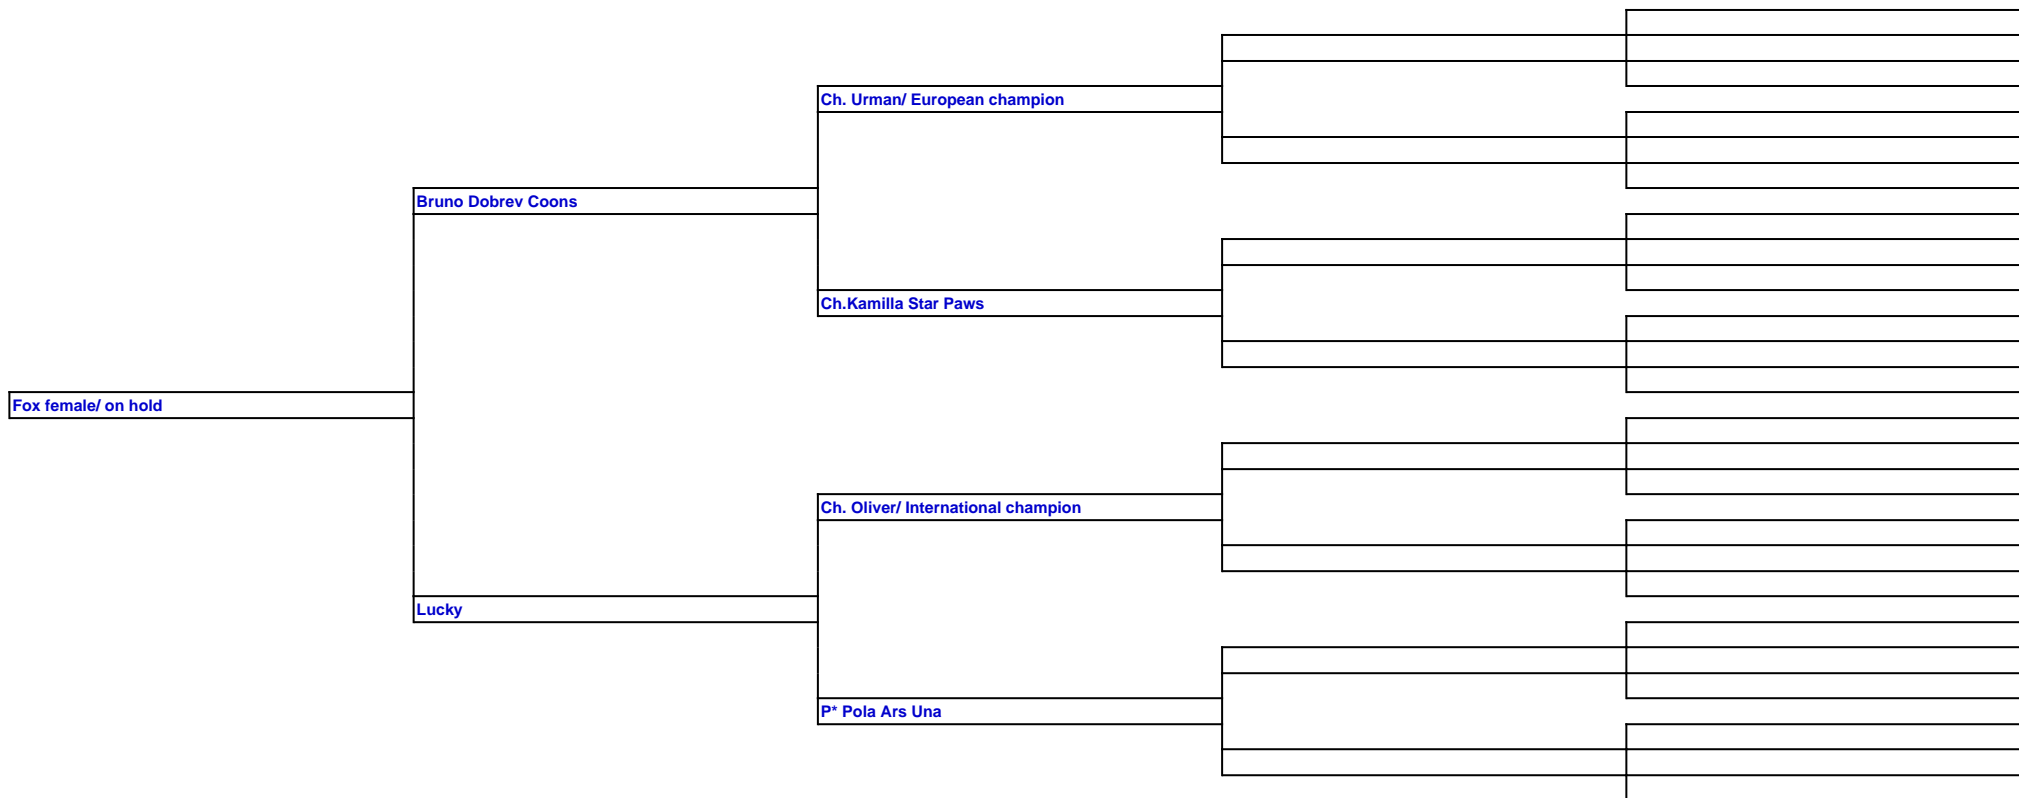 Ch. Urman/ European champion
Bruno Dobrev Coons
Ch.Kamilla Star Paws
Fox female/ on hold
Ch. Oliver/ International champion
Lucky
P* Pola Ars Una